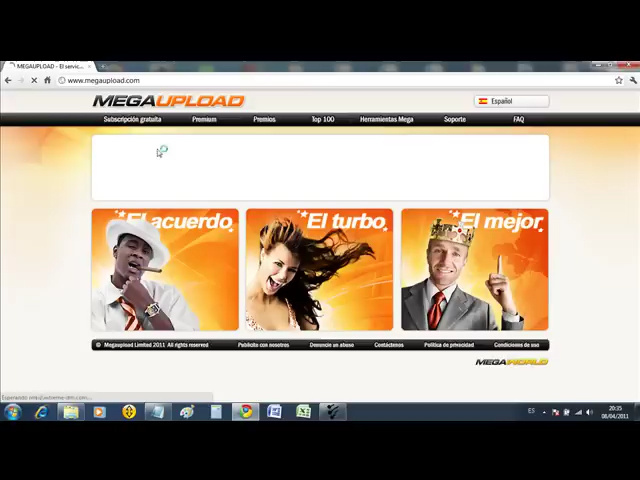 MEGAUPLOAD - El servic...
www.megaupload.com
MEGAUPLOAD
Español
Subscripción gratuita
Premium
Premios
Top 100
Herramientas Mega
Soporte
FAQ
El acuerdo
El turbo
El mejor
Megaupload Limited 2011 All rights reserved
Publicite con nosotros
Denuncie un abuso
Contáctenos
Política de privacidad
Condiciones de uso
MEGAWORLD
Esperando
ES
20:35
08/04/2011